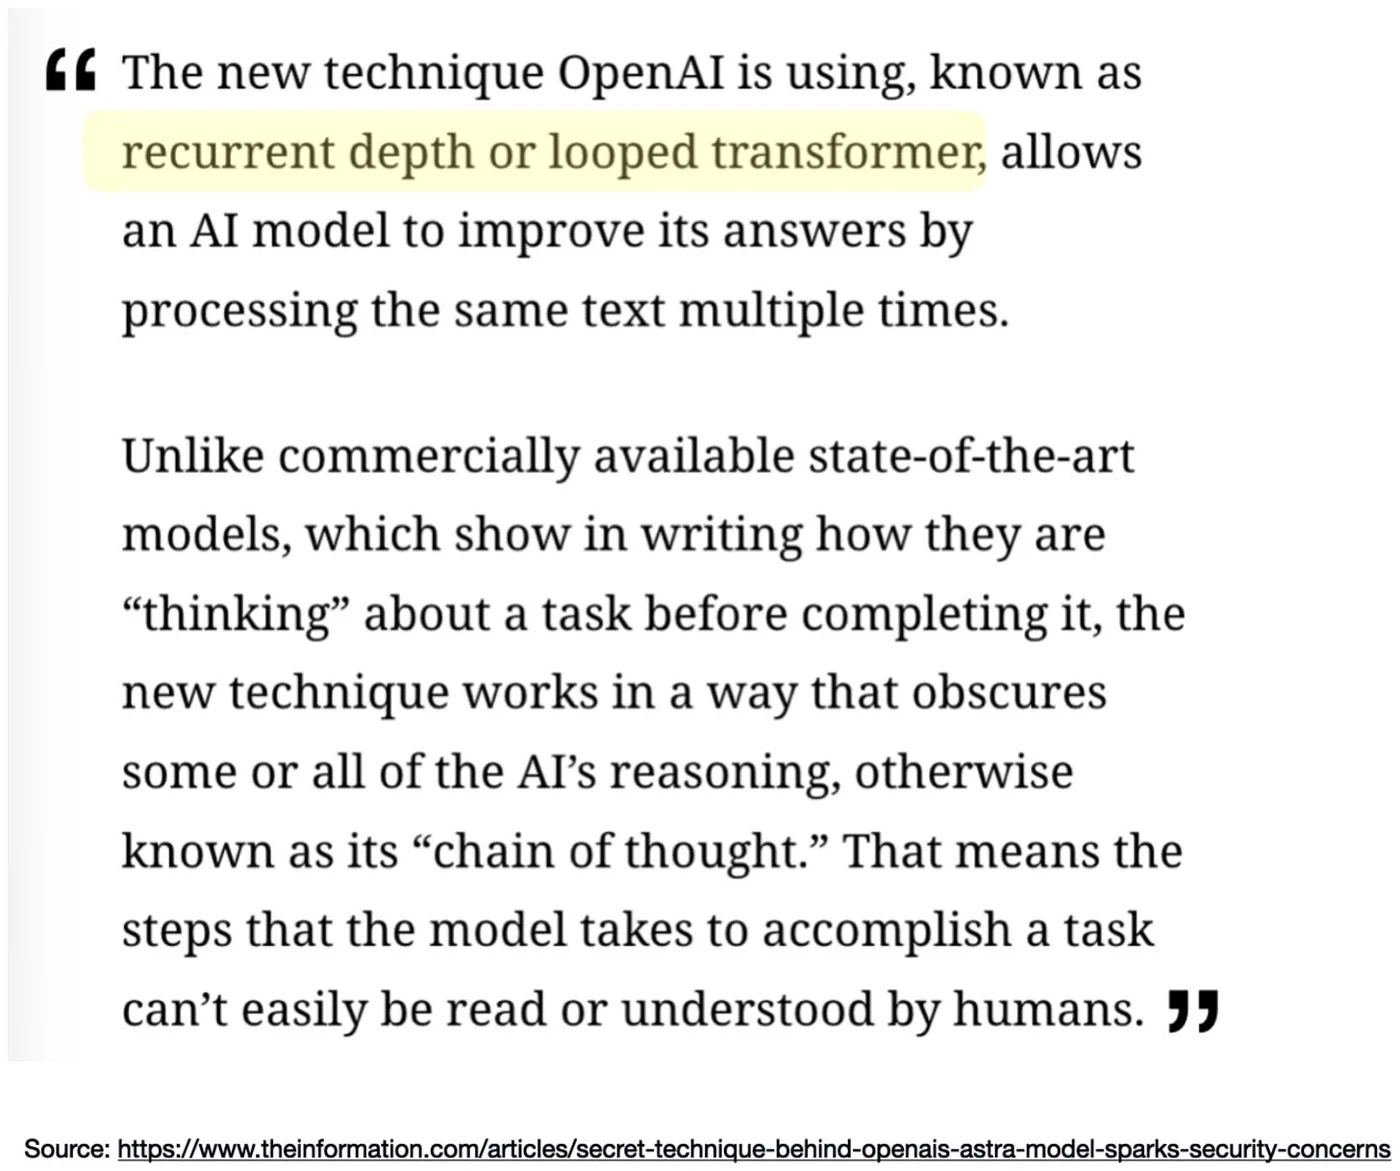 “ The new technique OpenAI is using, known as
recurrent depth or looped transformer, allows
an AI model to improve its answers by
processing the same text multiple times.
Unlike commercially available state-of-the-art
models, which show in writing how they are
“thinking” about a task before completing it, the
new technique works in a way that obscures
some or all of the AI’s reasoning, otherwise
known as its “chain of thought.” That means the
steps that the model takes to accomplish a task
can’t easily be read or understood by humans. ”
Source: https://www.theinformation.com/articles/secret-technique-behind-openais-astra-model-sparks-security-concerns